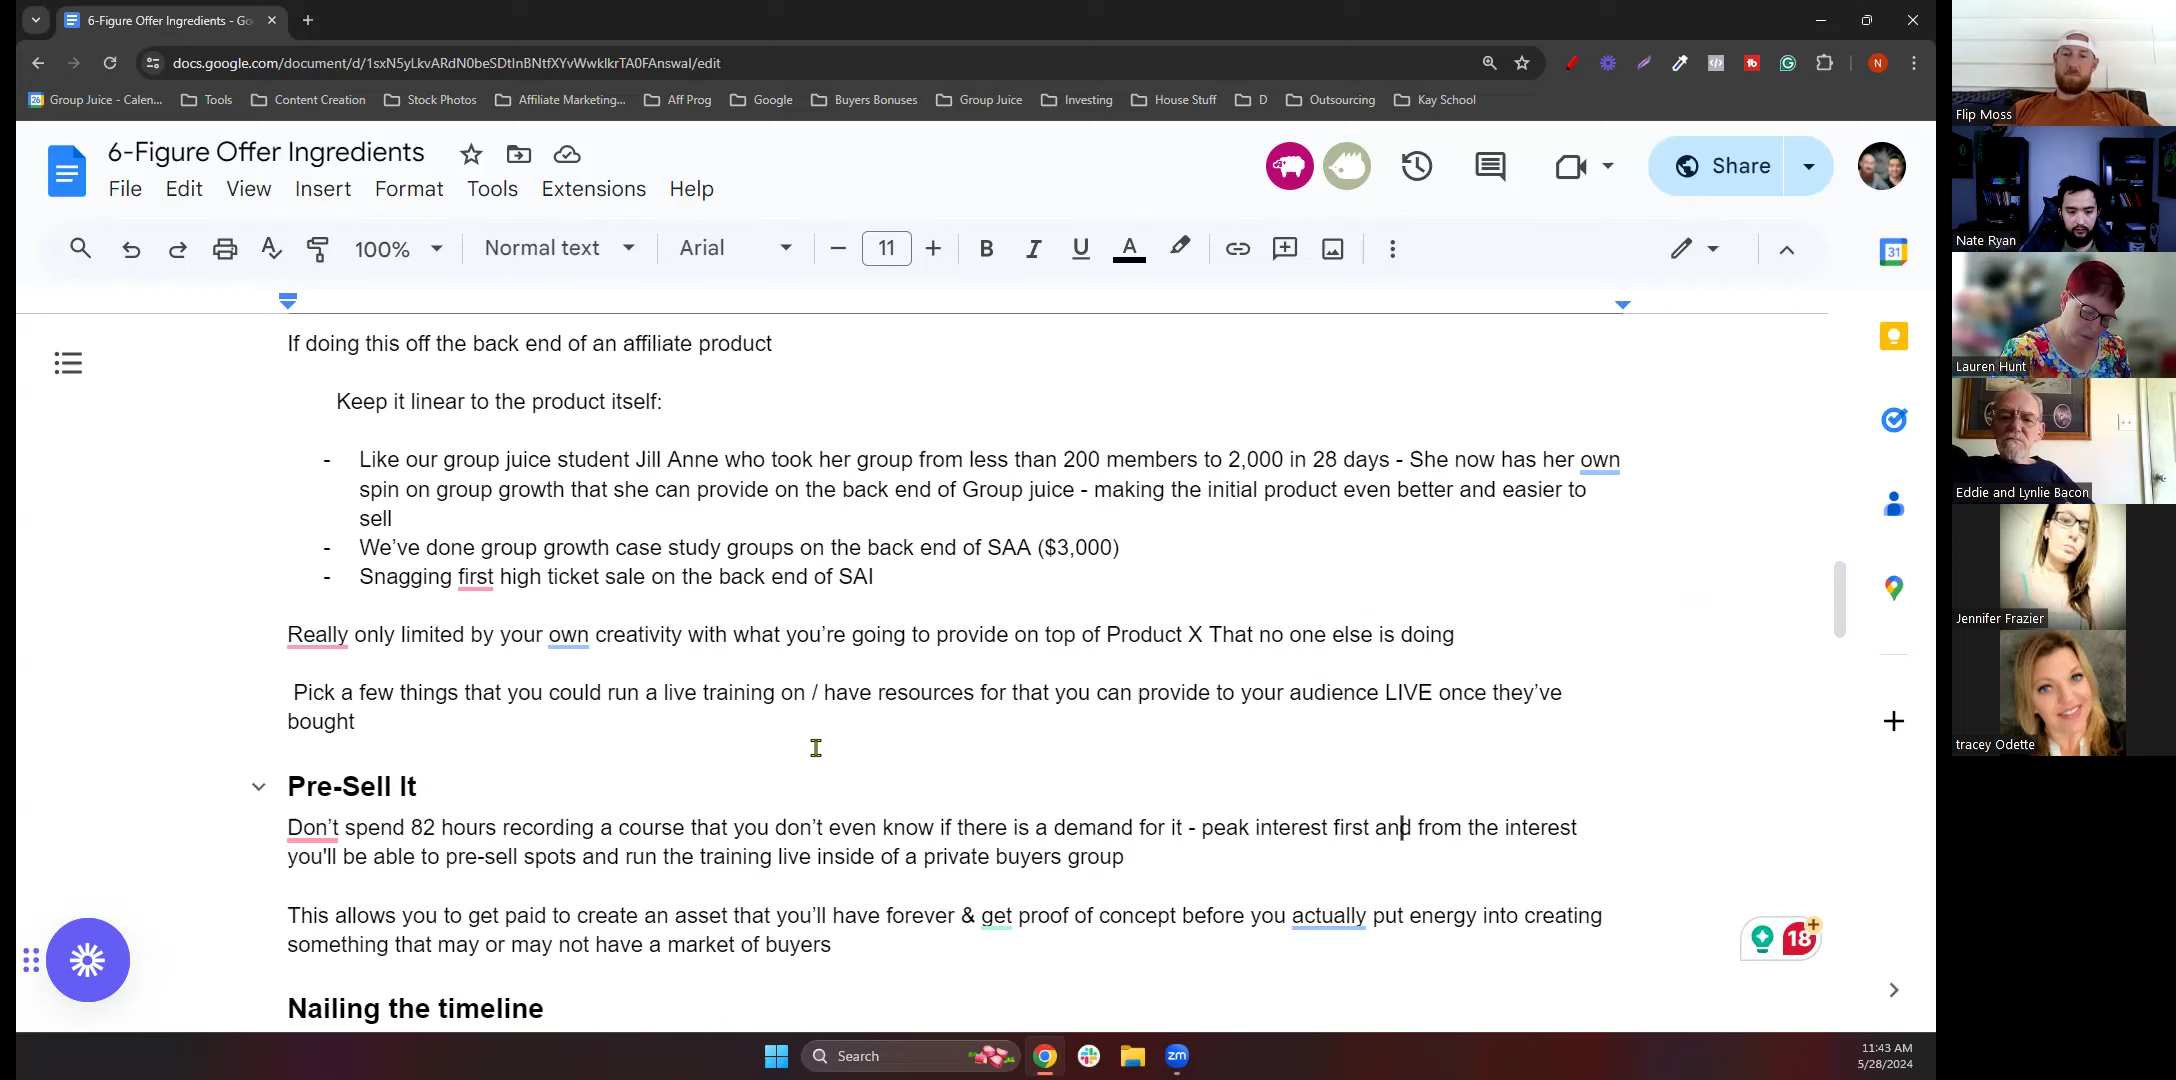 6-Figure Offer Ingredients - Go
docs.google.com/document/d/1sxN5yLkvARdN0beSDtInBNtfXYvWwklkrTA0FAnswaI/edit
N
26 Group Juice - Calen...
Tools
Content Creation
Stock Photos
Affiliate Marketing...
Aff Prog
Google
Buyers Bonuses
Group Juice
Investing
House Stuff
D
Outsourcing
Kay School
6-Figure Offer Ingredients
File Edit View Insert Format Tools Extensions Help
Share
100% Normal text Arial 11 B I U A
31
If doing this off the back end of an affiliate product
Keep it linear to the product itself:
- Like our group juice student Jill Anne who took her group from less than 200 members to 2,000 in 28 days - She now has her own
spin on group growth that she can provide on the back end of Group juice - making the initial product even better and easier to
sell
- We’ve done group growth case study groups on the back end of SAA ($3,000)
- Snagging first high ticket sale on the back end of SAI
Really only limited by your own creativity with what you’re going to provide on top of Product X That no one else is doing
Pick a few things that you could run a live training on / have resources for that you can provide to your audience LIVE once they’ve
bought
Pre-Sell It
Don’t spend 82 hours recording a course that you don’t even know if there is a demand for it - peak interest first and from the interest
you'll be able to pre-sell spots and run the training live inside of a private buyers group
This allows you to get paid to create an asset that you’ll have forever & get proof of concept before you actually put energy into creating
something that may or may not have a market of buyers
18
Nailing the timeline
Search
zm
11:43 AM
5/28/2024
Flip Moss
Nate Ryan
Lauren Hunt
Eddie and Lynlie Bacon
Jennifer Frazier
tracey Odette